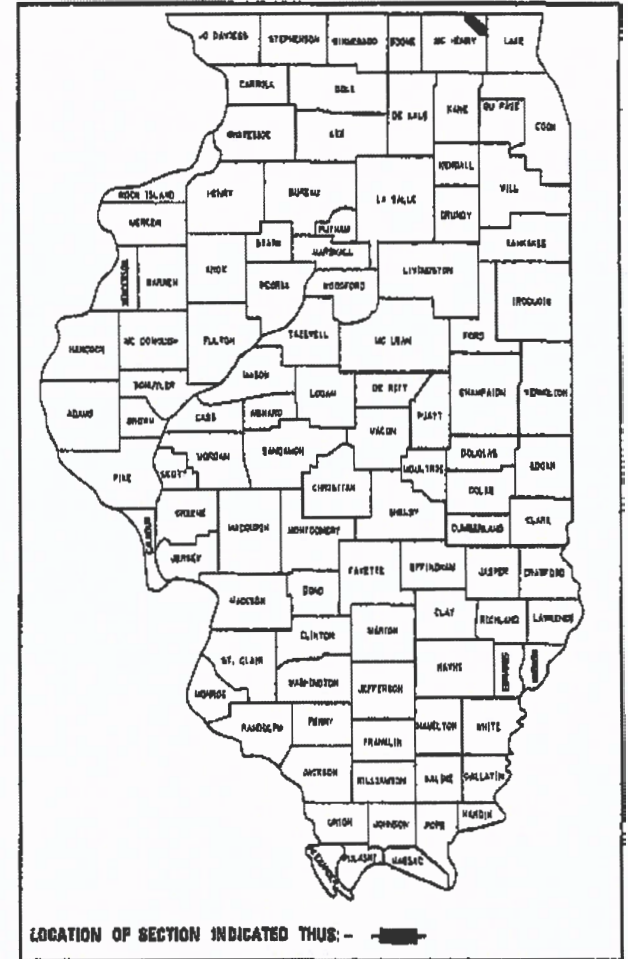 JO DAVIESS STEPHENSON WINNEBAGO BOONE MC HENRY LAKE
CARROLL OGLE DE KALB KANE DU PAGE COOK
WHITESIDE LEE
KENDALL
ROCK ISLAND HENRY BUREAU LA SALLE WILL
MERCER GRUNDY
PUTNAM
STARK MARSHALL KANKAKEE
HENDERSON WARREN KNOX PEORIA WOODFORD LIVINGSTON IROQUOIS
HANCOCK MC DONOUGH FULTON TAZEWELL MC LEAN FORD
SCHUYLER MASON LOGAN DE WITT CHAMPAIGN VERMILION
ADAMS BROWN CASS MENARD MACON PIATT
PIKE SCOTT MORGAN SANGAMON MOULTRIE DOUGLAS EDGAR
CHRISTIAN COLES
CALHOUN GREENE MACOUPIN MONTGOMERY SHELBY CUMBERLAND CLARK
JERSEY FAYETTE EFFINGHAM JASPER CRAWFORD
MADISON BOND CLAY RICHLAND LAWRENCE
CLINTON MARION
ST. CLAIR WAYNE EDWARDS WABASH
MONROE WASHINGTON JEFFERSON
RANDOLPH PERRY HAMILTON WHITE
FRANKLIN
JACKSON WILLIAMSON SALINE GALLATIN
UNION JOHNSON POPE HARDIN
ALEXANDER PULASKI MASSAC
LOCATION OF SECTION INDICATED THUS:-